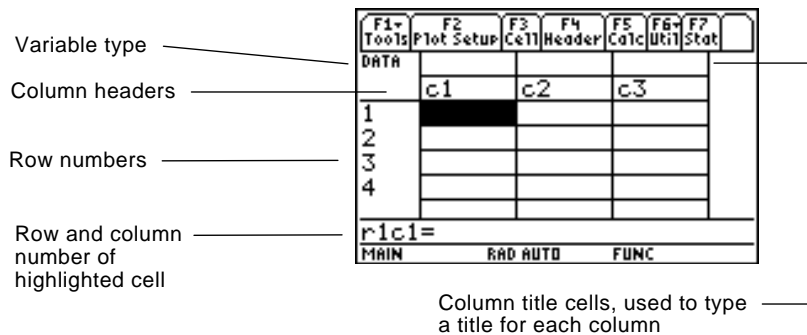 F1 F2 F3 F4 F5 F6 F7
Tools Plot Setup Cell Header Calc Util Stat
Variable type
DATA
Column headers
c1 c2 c3
1
2
Row numbers
3
4
Row and column
number of
highlighted cell
r1c1=
MAIN RAD AUTO FUNC
Column title cells, used to type
a title for each column